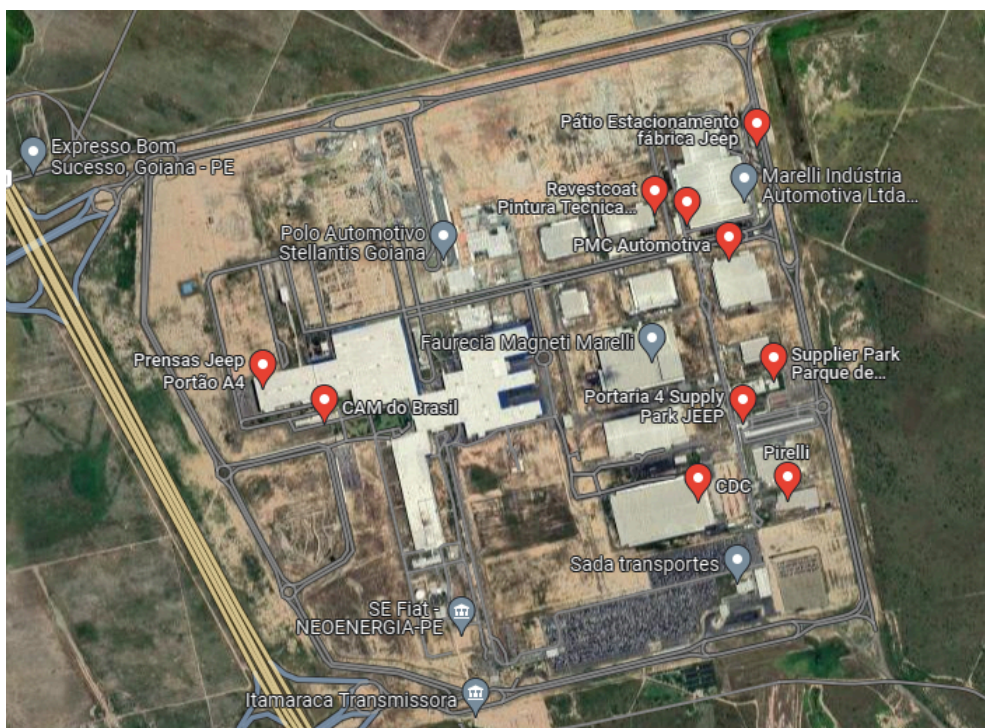 Pátio Estacionamento
fábrica Jeep
Expresso Bom
Sucesso, Goiana - PE
Marelli Indústria
Automotiva Ltda...
Revestcoat
Pintura Tecnica...
Polo Automotivo
Stellantis Goiana
PMC Automotiva
Faurecia Magneti Marelli
Prensas Jeep
Portão A4
Supplier Park
Parque de...
CAM do Brasil
Portaria 4 Supply
Park JEEP
Pirelli
CDC
Sada transportes
SE Fiat -
NEOENERGIA-PE
Itamaraca Transmissora